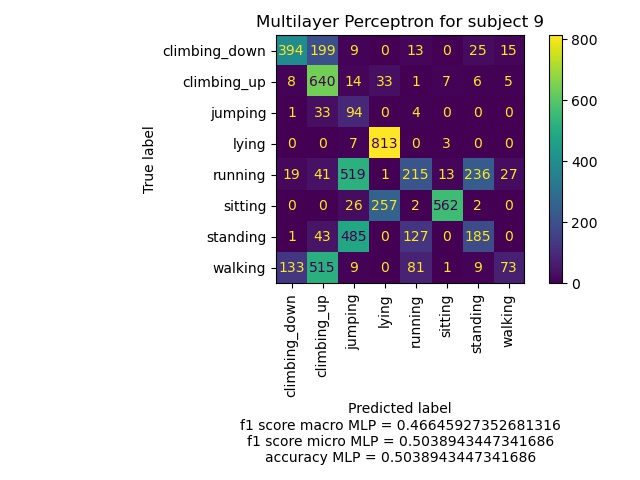 Multilayer Perceptron for subject 9
True label
climbing_down 394 199 9 0 13 0 25 15
climbing_up 8 640 14 33 1 7 6 5
jumping 1 33 94 0 4 0 0 0
lying 0 0 7 813 0 3 0 0
running 19 41 519 1 215 13 236 27
sitting 0 0 26 257 2 562 2 0
standing 1 43 485 0 127 0 185 0
walking 133 515 9 0 81 1 9 73
climbing_down climbing_up jumping lying running sitting standing walking
800
600
400
200
0
Predicted label
f1 score macro MLP = 0.46645927352681316
f1 score micro MLP = 0.5038943447341686
accuracy MLP = 0.5038943447341686